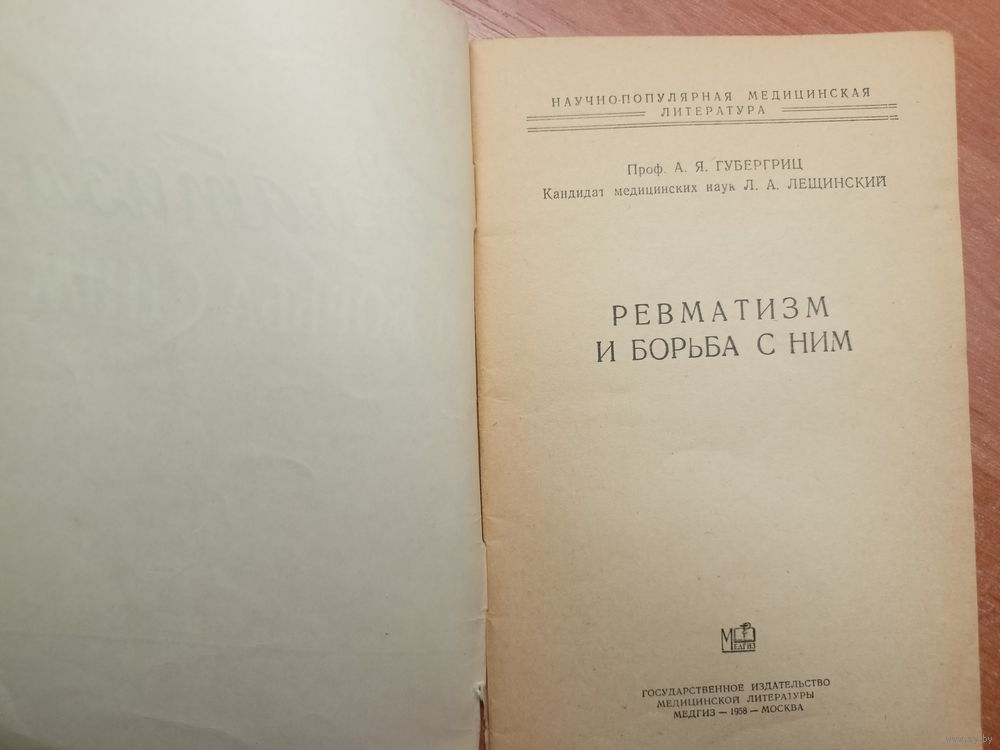 НАУЧНО-ПОПУЛЯРНАЯ МЕДИЦИНСКАЯ
ЛИТЕРАТУРА
Проф. А. Я. ГУБЕРГРИЦ
Кандидат медицинских наук Л. А. ЛЕЩИНСКИЙ
РЕВМАТИЗМ
И БОРЬБА С НИМ
МЕДГИЗ
ГОСУДАРСТВЕННОЕ ИЗДАТЕЛЬСТВО
МЕДИЦИНСКОЙ ЛИТЕРАТУРЫ
МЕДГИЗ — 1958 — МОСКВА